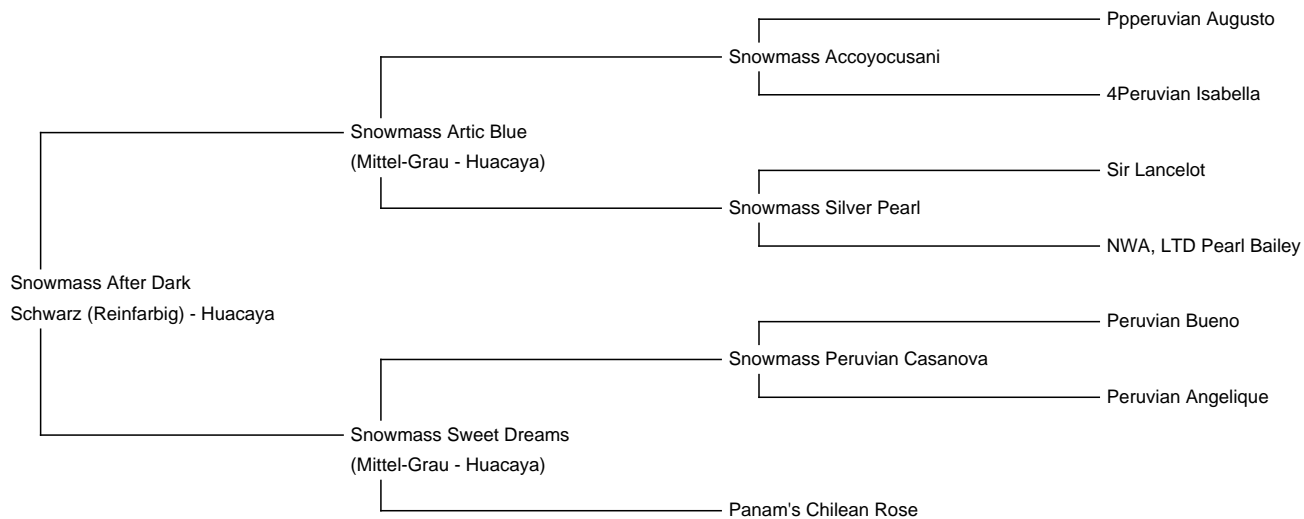 Ppperuvian Augusto
Snowmass Accoyocusani
4Peruvian Isabella
Snowmass Artic Blue
(Mittel-Grau - Huacaya)
Sir Lancelot
Snowmass Silver Pearl
NWA, LTD Pearl Bailey
Snowmass After Dark
Schwarz (Reinfarbig) - Huacaya
Peruvian Bueno
Snowmass Peruvian Casanova
Peruvian Angelique
Snowmass Sweet Dreams
(Mittel-Grau - Huacaya)
Panam's Chilean Rose